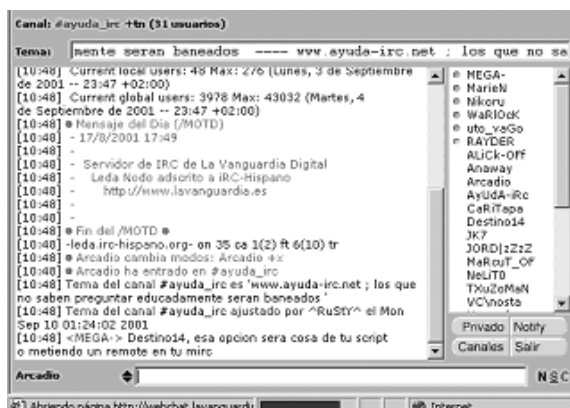 Canal: #ayuda_irc +tn (31 usuarios)
Tema: mente seran baneados ---- www.ayuda-irc.net ; los que no sa
[10:48] Current local users: 48 Max: 276 (Lunes, 3 de Septiembre
de 2001 -- 23:47 +02:00)
[10:48] Current global users: 3978 Max: 43032 (Martes, 4
de Septiembre de 2001 -- 23:47 +02:00)
[10:48] Mensaje del Dia (/MOTD)
[10:48] - 17/8/2001 17:49
[10:48] -
[10:48] - Servidor de IRC de La Vanguardia Digital
[10:48] - Leda Nodo adscrito a iRC-Hispano
[10:48] - http://www.lavanguardia.es
[10:48] -
[10:48] -
[10:48] Fin del /MOTD
[10:48] -leda.irc-hispano.org- on 35 ca 1(2) ft 6(10) tr
[10:48] Arcadio cambia modos: Arcadio +x
[10:48] Arcadio ha entrado en #ayuda_irc
[10:48] Tema del canal #ayuda_irc es 'www.ayuda-irc.net ; los que
no saben preguntar educadamente seran baneados '
[10:48] Tema del canal #ayuda_irc ajustado por ^RuStY^ el Mon
Sep 10 01:24:02 2001
[10:48] <MEGA-> Destino14, esa opcion sera cosa de tu script
o metiendo un remote en tu mirc
MEGA-
MarieN
Nikoru
WaRlOcK
uto_vaGo
RAYDER
ALiCk-Off
Anaway
Arcadio
AyUdA-iRc
CaRiTapa
Destino14
JK7
JORD|zZzZ
MaRcuT_OF
NeLiT0
TXuZoMaN
VC\nosta
Privado Notify
Canales Salir
Arcadio N S C
Abriendo página http://webchat.lavanguardu
Internet